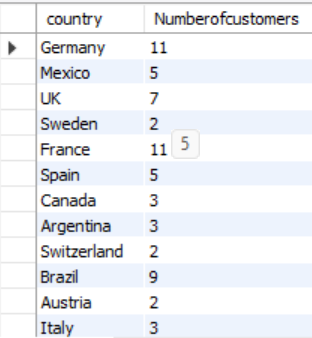 country Numberofcustomers
Germany 11
Mexico 5
UK 7
Sweden 2
France 11 5
Spain 5
Canada 3
Argentina 3
Switzerland 2
Brazil 9
Austria 2
Italy 3